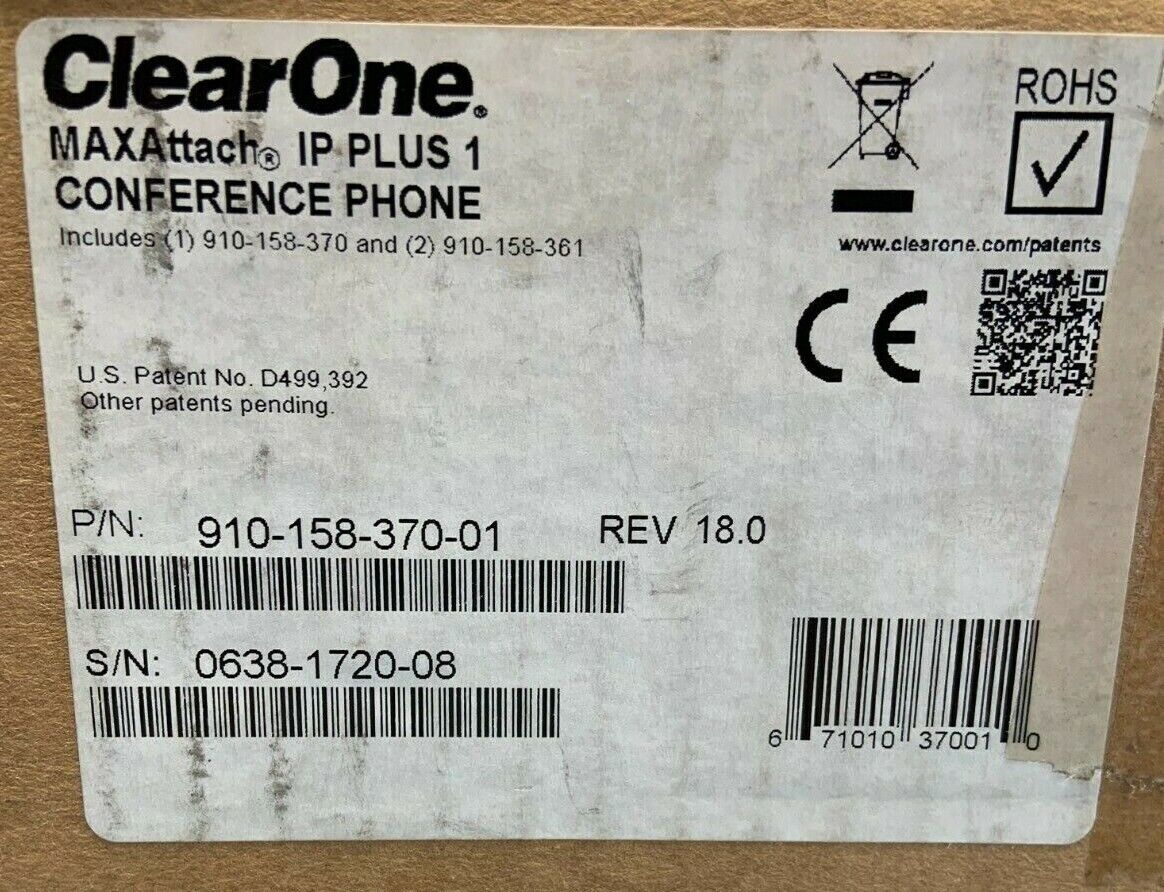 ClearOne®
MAXAttach® IP PLUS 1
CONFERENCE PHONE
Includes (1) 910-158-370 and (2) 910-158-361
ROHS
www.clearone.com/patents
CE
U.S. Patent No. D499,392
Other patents pending.
P/N: 910-158-370-01 REV 18.0
S/N: 0638-1720-08
6 71010 37001 0